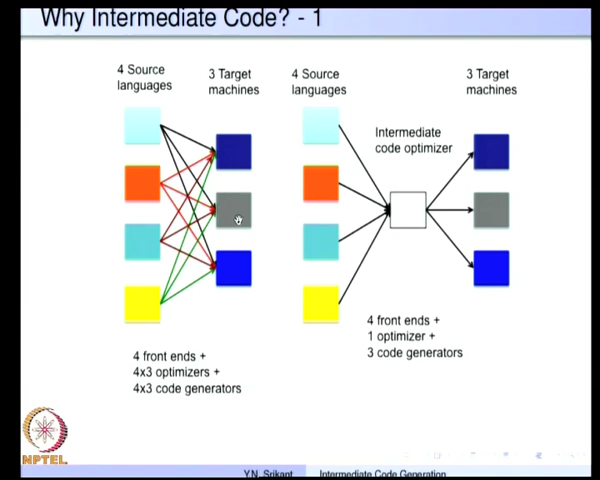 Why Intermediate Code? - 1
4 Source
languages
3 Target
machines
4 Source
languages
3 Target
machines
Intermediate
code optimizer
4 front ends +
4x3 optimizers +
4x3 code generators
4 front ends +
1 optimizer +
3 code generators
NPTEL
Y.N. Srikant
Intermediate Code Generation